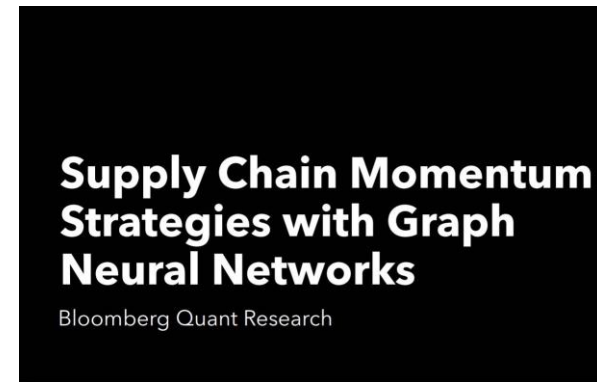 Supply Chain Momentum
Strategies with Graph
Neural Networks
Bloomberg Quant Research